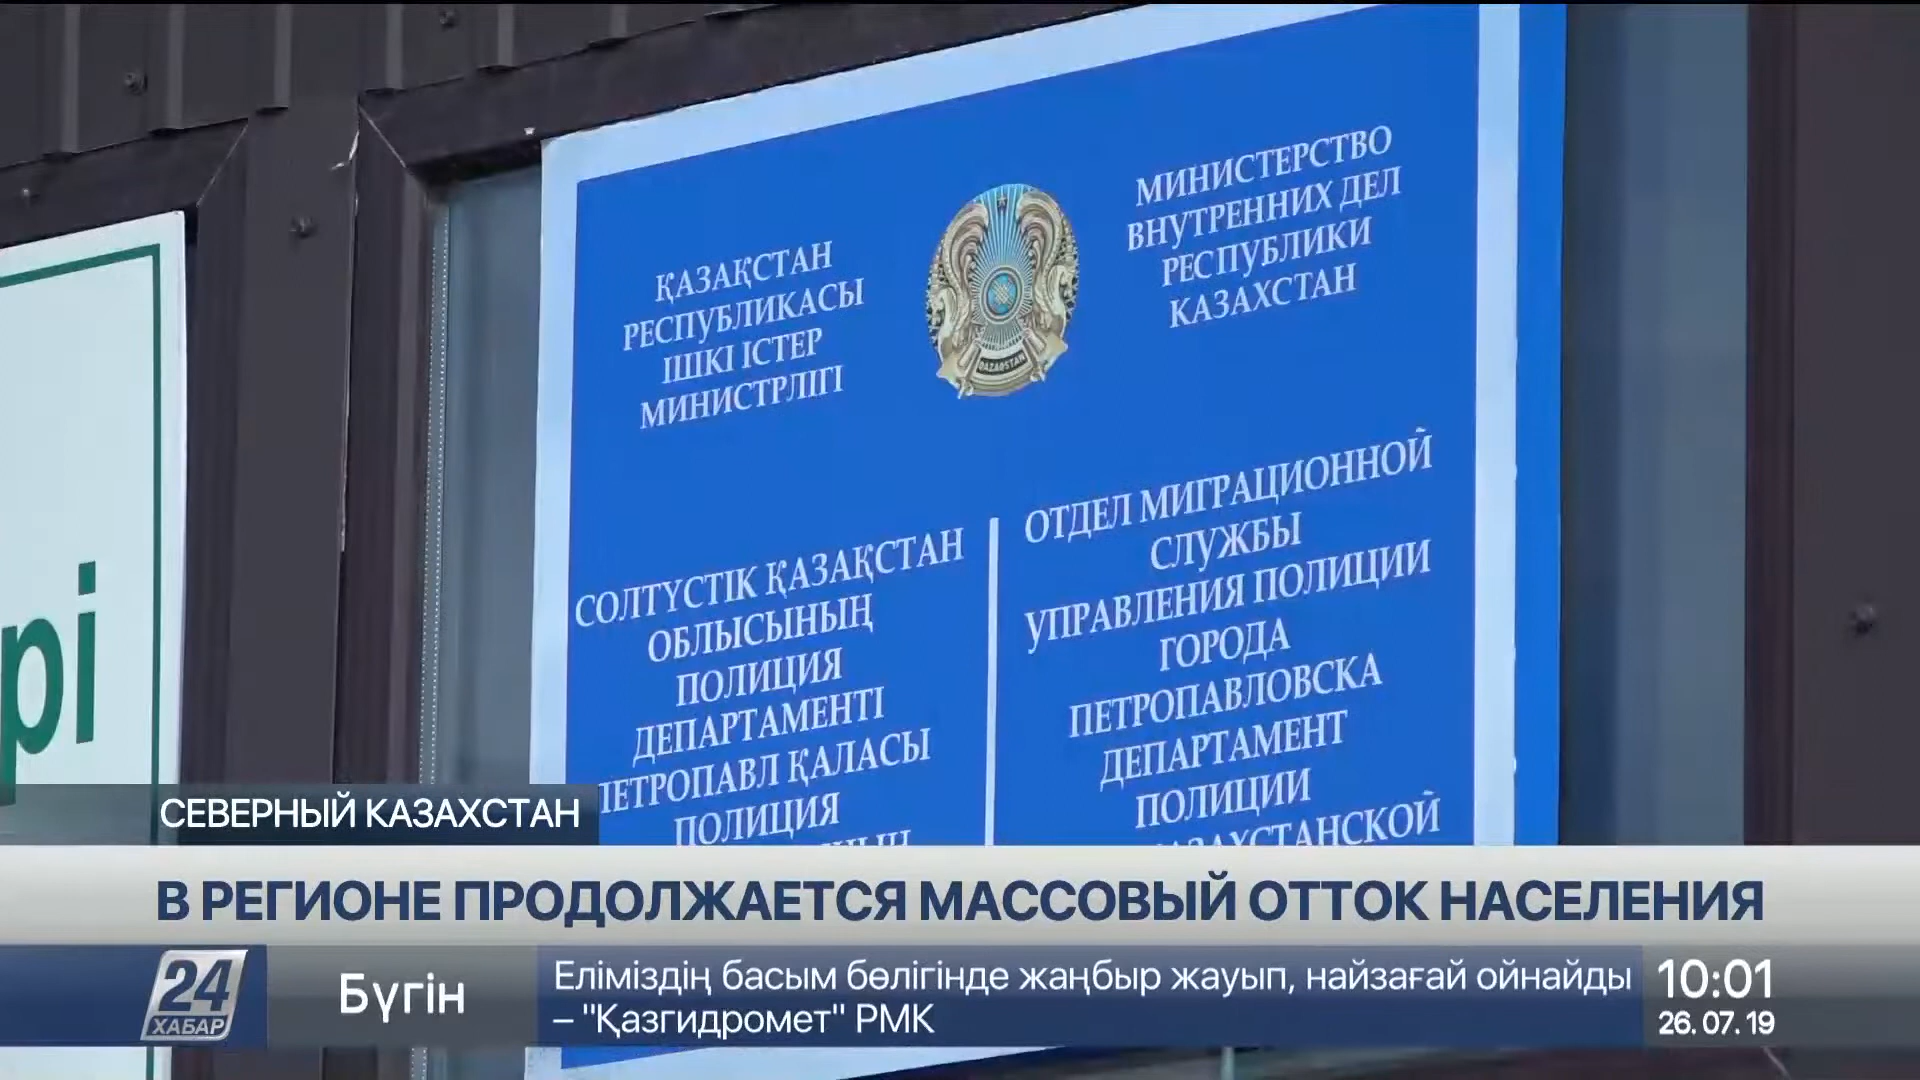 ҚАЗАҚСТАН
РЕСПУБЛИКАСЫ
ІШКІ ІСТЕР
МИНИСТРЛІГІ
QAZAQSTAN
МИНИСТЕРСТВО
ВНУТРЕННИХ ДЕЛ
РЕСПУБЛИКИ
КАЗАХСТАН
СОЛТҮСТІК ҚАЗАҚСТАН
ОБЛЫСЫНЫҢ
ПОЛИЦИЯ
ДЕПАРТАМЕНТІ
ПЕТРОПАВЛ ҚАЛАСЫ
ПОЛИЦИЯ
ОТДЕЛ МИГРАЦИОННОЙ
СЛУЖБЫ
УПРАВЛЕНИЯ ПОЛИЦИИ
ГОРОДА
ПЕТРОПАВЛОВСКА
ДЕПАРТАМЕНТ
ПОЛИЦИИ
рі
СЕВЕРНЫЙ КАЗАХСТАН
В РЕГИОНЕ ПРОДОЛЖАЕТСЯ МАССОВЫЙ ОТТОК НАСЕЛЕНИЯ
24
ХАБАР
Бүгін
Еліміздің басым бөлігінде жаңбыр жауып, найзағай ойнайды
– "Қазгидромет" РМК
10:01
26. 07. 19